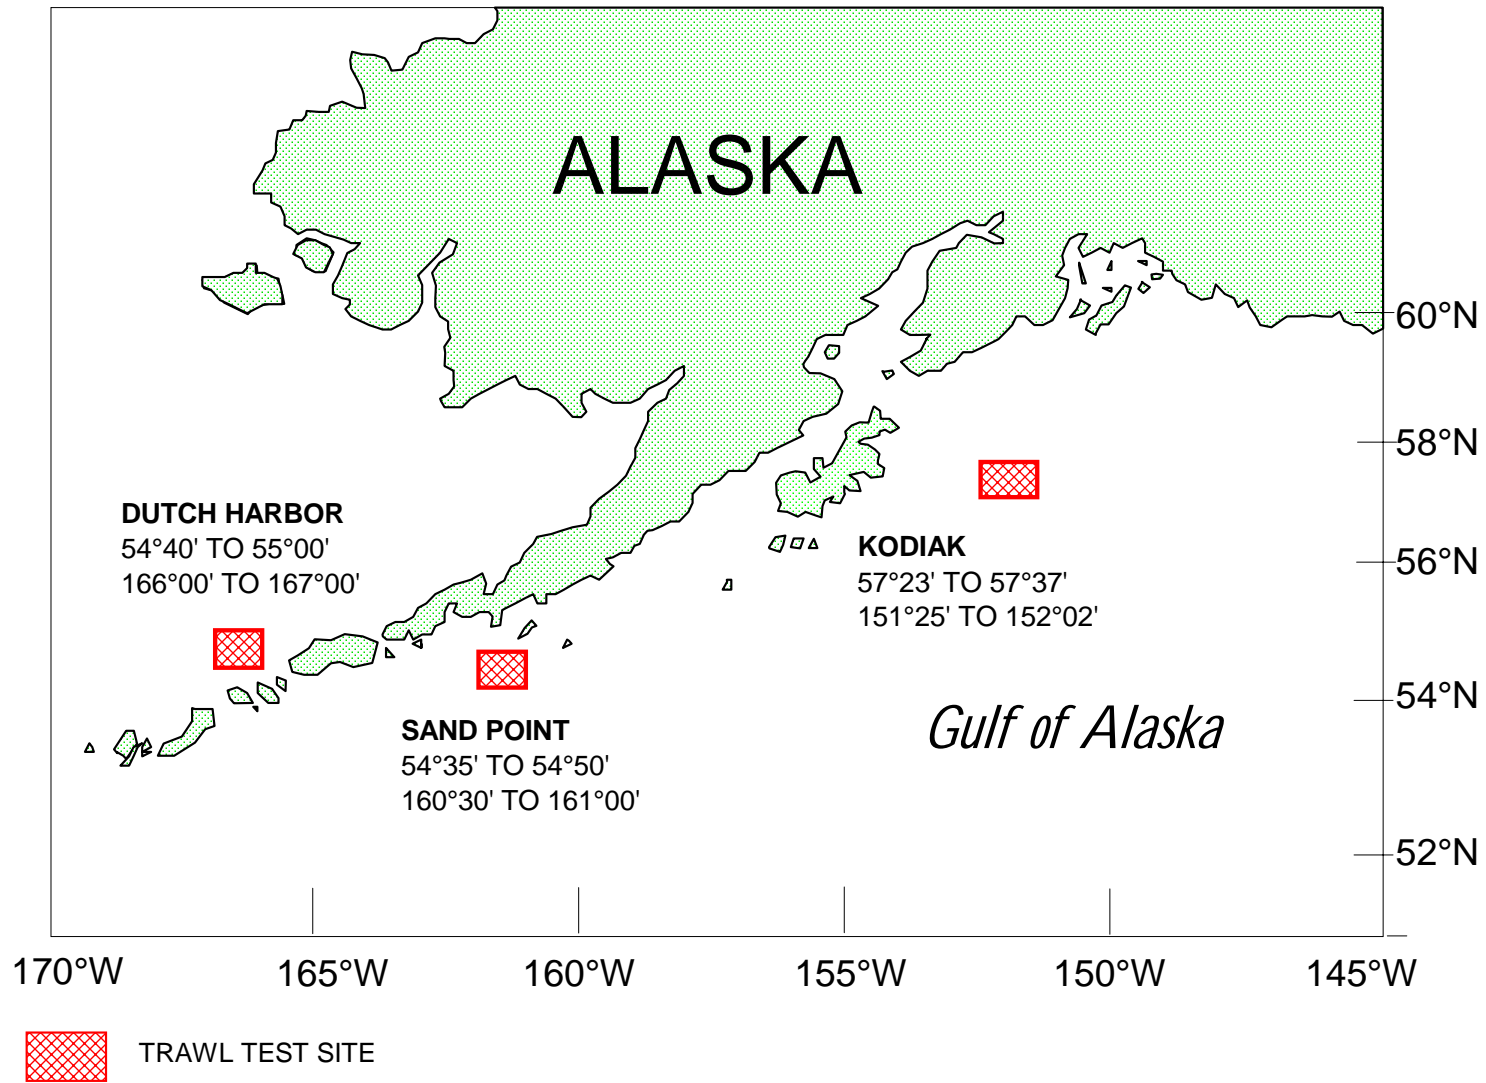 ALASKA
60°N
58°N
DUTCH HARBOR
54°40' TO 55°00'
166°00' TO 167°00'
KODIAK
57°23' TO 57°37'
151°25' TO 152°02'
56°N
54°N
SAND POINT
54°35' TO 54°50'
160°30' TO 161°00'
Gulf of Alaska
52°N
170°W 165°W 160°W 155°W 150°W 145°W
TRAWL TEST SITE